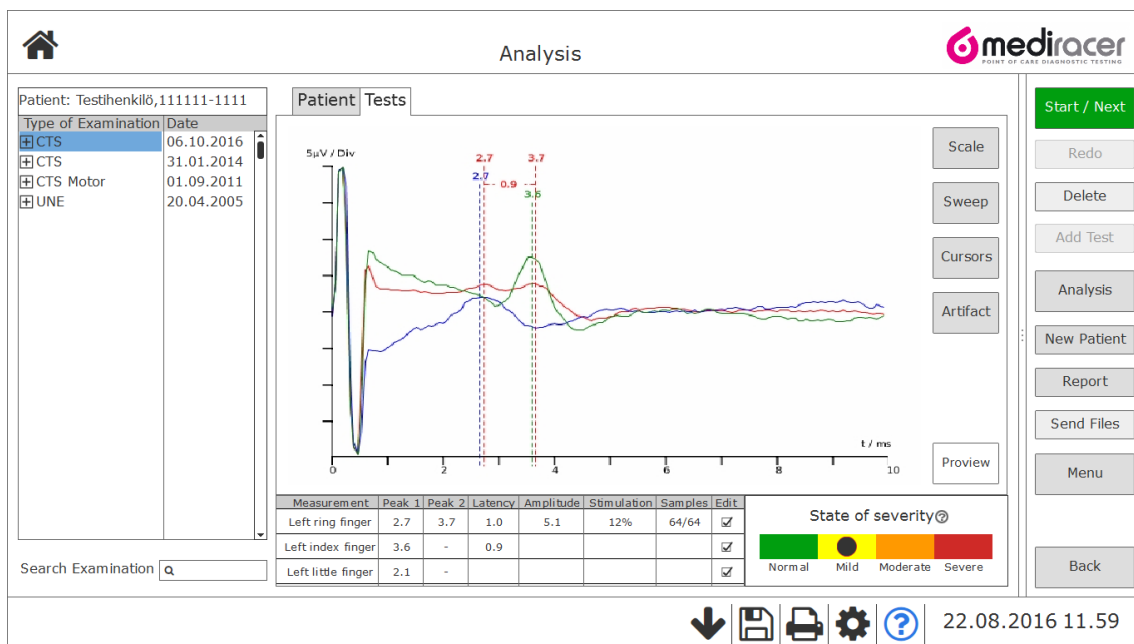 Analysis
mediracer
POINT OF CARE DIAGNOSTIC TESTING
Patient: Testihenkilö,111111-1111
Type of Examination Date
CTS 06.10.2016
CTS 31.01.2014
CTS Motor 01.09.2011
UNE 20.04.2005
Search Examination
Patient Tests
5µV / Div
2.7 3.7
2.7
0.9
3.6
t / ms
0 2 4 6 8 10
Scale
Sweep
Cursors
Artifact
Proview
Measurement Peak 1 Peak 2 Latency Amplitude Stimulation Samples Edit
Left ring finger 2.7 3.7 1.0 5.1 12% 64/64
Left index finger 3.6 - 0.9
Left little finger 2.1 -
State of severity?
Normal Mild Moderate Severe
Start / Next
Redo
Delete
Add Test
Analysis
New Patient
Report
Send Files
Menu
Back
?
22.08.2016 11.59